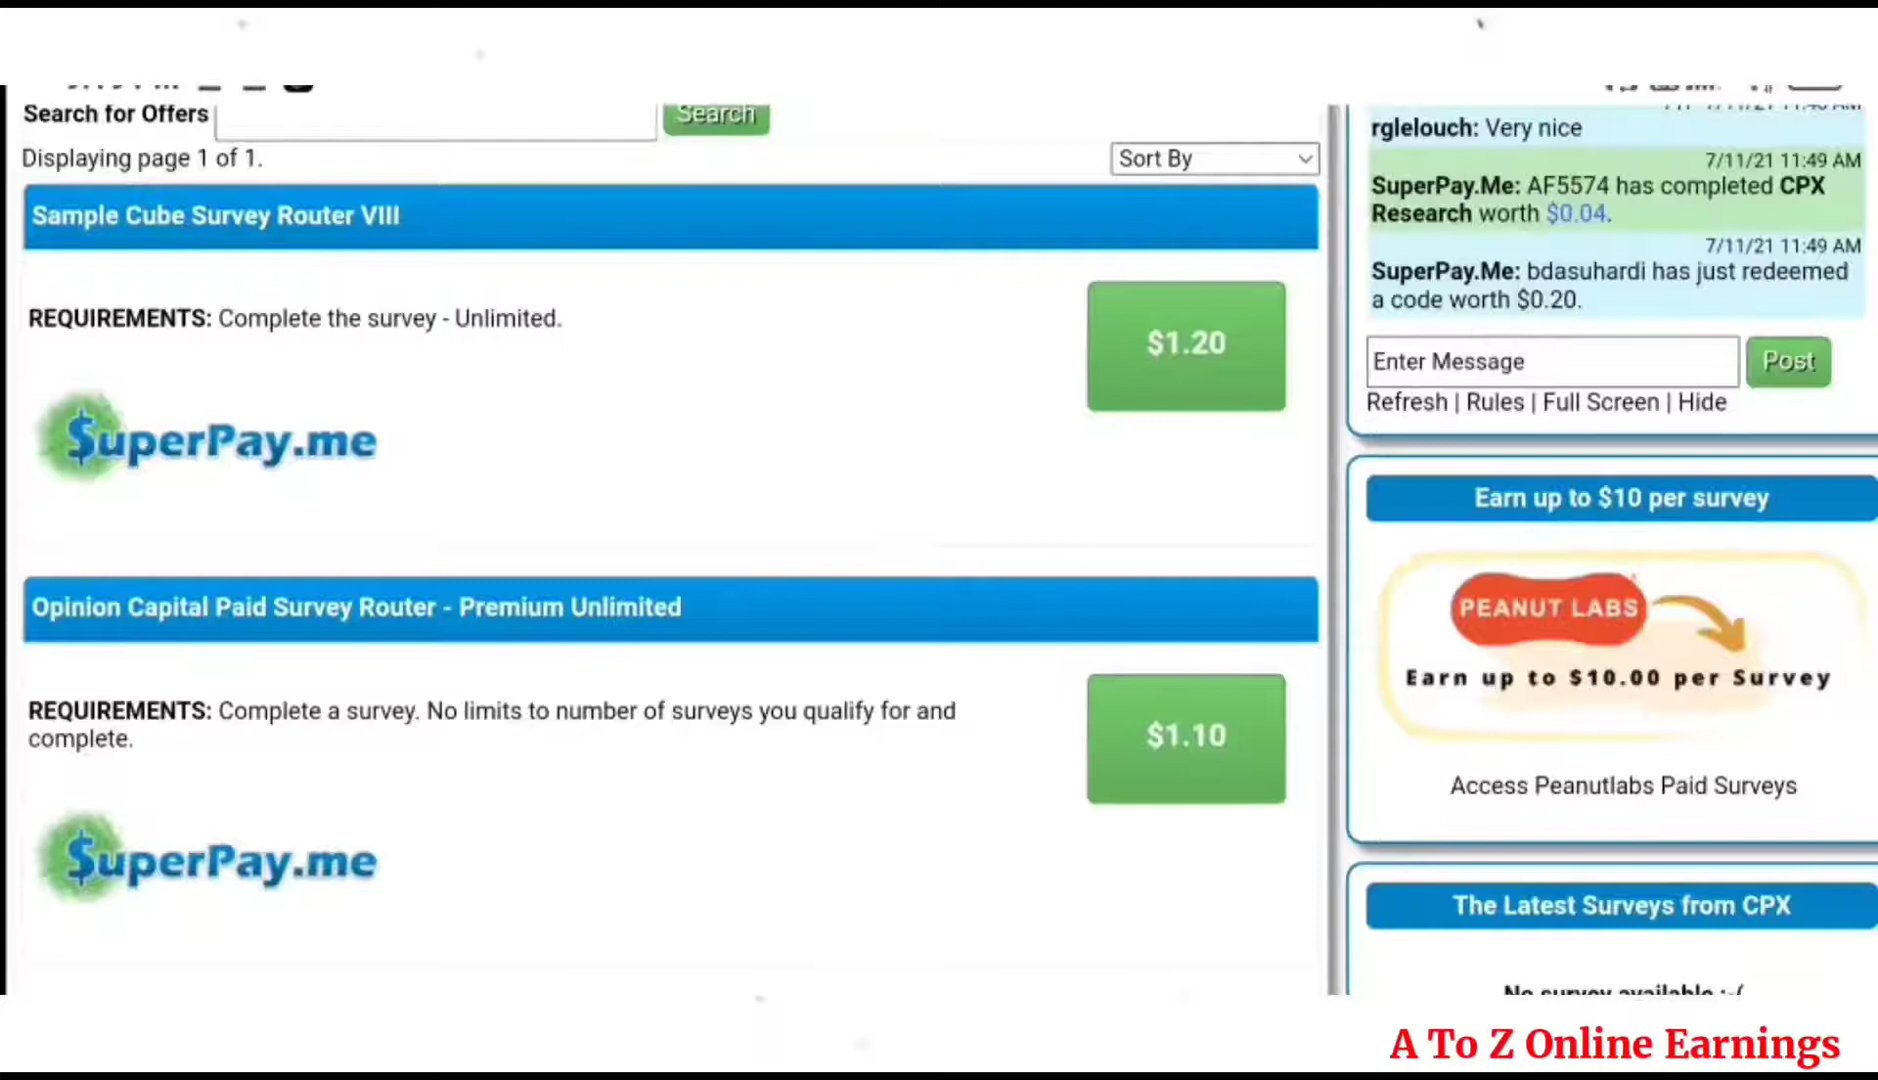 Search for Offers
Search
Displaying page 1 of 1.
Sort By
Sample Cube Survey Router VIII
REQUIREMENTS: Complete the survey - Unlimited.
$1.20
$uperPay.me
Opinion Capital Paid Survey Router - Premium Unlimited
REQUIREMENTS: Complete a survey. No limits to number of surveys you qualify for and
complete.
$1.10
$uperPay.me
rglelouch: Very nice
7/11/21 11:49 AM
SuperPay.Me: AF5574 has completed CPX
Research worth $0.04.
7/11/21 11:49 AM
SuperPay.Me: bdasuhardi has just redeemed
a code worth $0.20.
Enter Message
Post
Refresh | Rules | Full Screen | Hide
Earn up to $10 per survey
PEANUT LABS
Earn up to $10.00 per Survey
Access Peanutlabs Paid Surveys
The Latest Surveys from CPX
No survey available :-(
A To Z Online Earnings